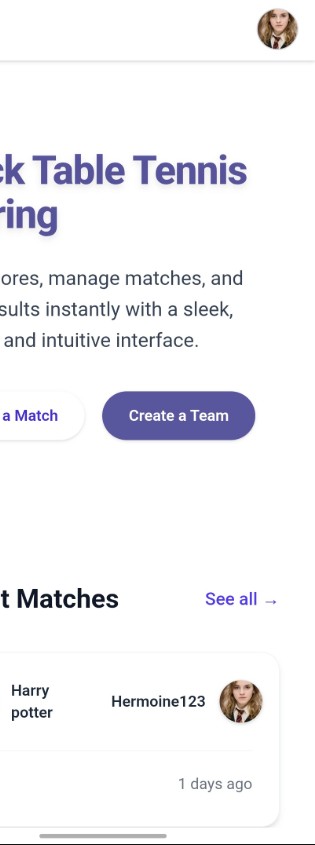 ck Table Tennis
ring
ores, manage matches, and
sults instantly with a sleek,
and intuitive interface.
a Match
Create a Team
t Matches
See all →
Harry
potter
Hermoine123
1 days ago